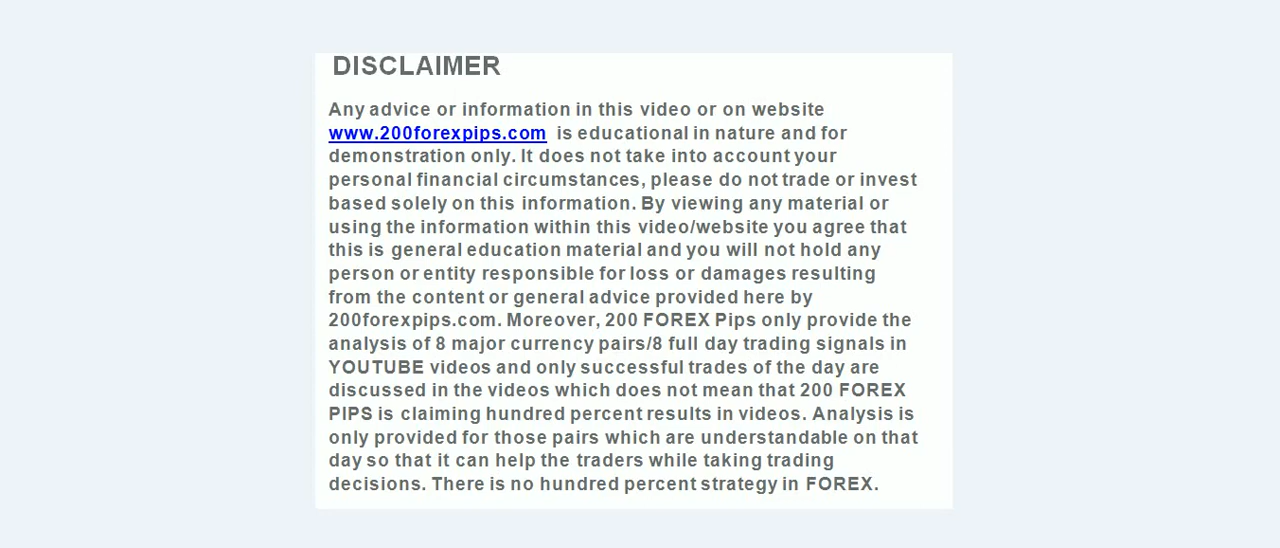 DISCLAIMER
Any advice or information in this video or on website
www.200forexpips.com is educational in nature and for
demonstration only. It does not take into account your
personal financial circumstances, please do not trade or invest
based solely on this information. By viewing any material or
using the information within this video/website you agree that
this is general education material and you will not hold any
person or entity responsible for loss or damages resulting
from the content or general advice provided here by
200forexpips.com. Moreover, 200 FOREX Pips only provide the
analysis of 8 major currency pairs/8 full day trading signals in
YOUTUBE videos and only successful trades of the day are
discussed in the videos which does not mean that 200 FOREX
PIPS is claiming hundred percent results in videos. Analysis is
only provided for those pairs which are understandable on that
day so that it can help the traders while taking trading
decisions. There is no hundred percent strategy in FOREX.